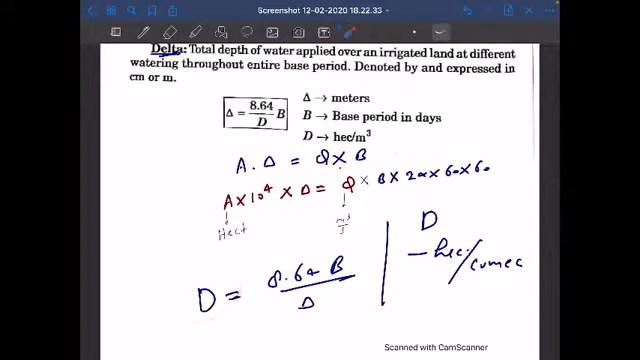 Screenshot 12-02-2020 18.22.33
Delta: Total depth of water applied over an irrigated land at different
watering throughout entire base period. Denoted by and expressed in
cm or m.
Δ = 8.64/D B
Δ → meters
B → Base period in days
D → hec/m³
A. Δ = Q × B
A × 10⁴ × Δ = Q × B × 24 × 60 × 60
Hect
m³/s
D = 8.64 B/Δ
D
— hec/cumec
Scanned with CamScanner